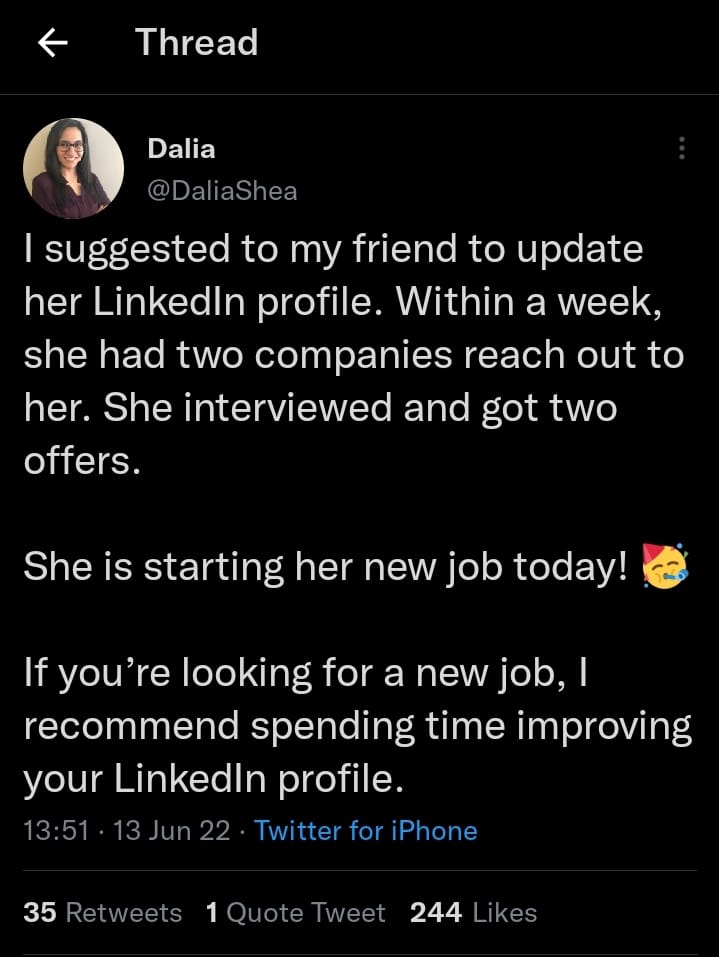 Thread
Dalia
@DaliaShea
I suggested to my friend to update
her LinkedIn profile. Within a week,
she had two companies reach out to
her. She interviewed and got two
offers.
She is starting her new job today! 🥳
If you’re looking for a new job, I
recommend spending time improving
your LinkedIn profile.
13:51 · 13 Jun 22 · Twitter for iPhone
35 Retweets 1 Quote Tweet 244 Likes